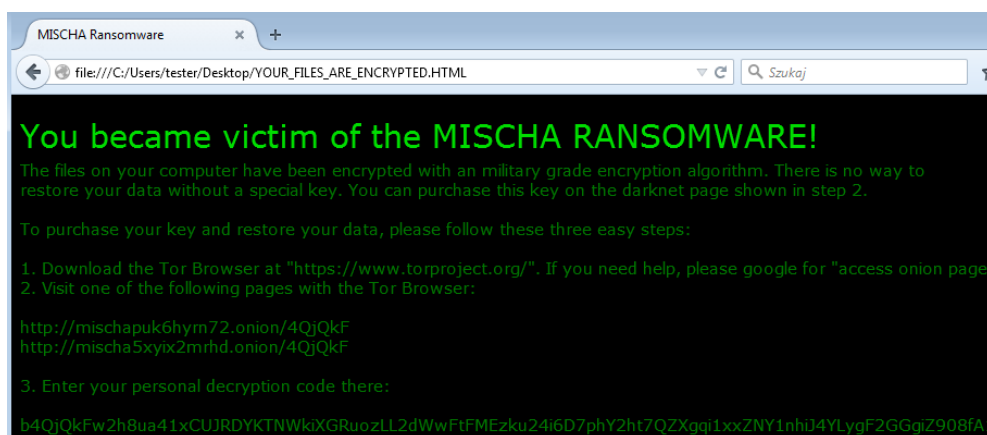 MISCHA Ransomware
file:///C:/Users/tester/Desktop/YOUR_FILES_ARE_ENCRYPTED.HTML
Szukaj
You became victim of the MISCHA RANSOMWARE!
The files on your computer have been encrypted with an military grade encryption algorithm. There is no way to
restore your data without a special key. You can purchase this key on the darknet page shown in step 2.
To purchase your key and restore your data, please follow these three easy steps:
1. Download the Tor Browser at "https://www.torproject.org/". If you need help, please google for "access onion page
2. Visit one of the following pages with the Tor Browser:
http://mischapuk6hyrn72.onion/4QjQkF
http://mischa5xyix2mrhd.onion/4QjQkF
3. Enter your personal decryption code there:
b4QjQkFw2h8ua41xCUJRDYKTNWkiXGRuozLL2dWwFtFMEzku24i6D7phY2ht7QZXgqi1xxZNY1nhiJ4YLygF2GGgiZ908fA